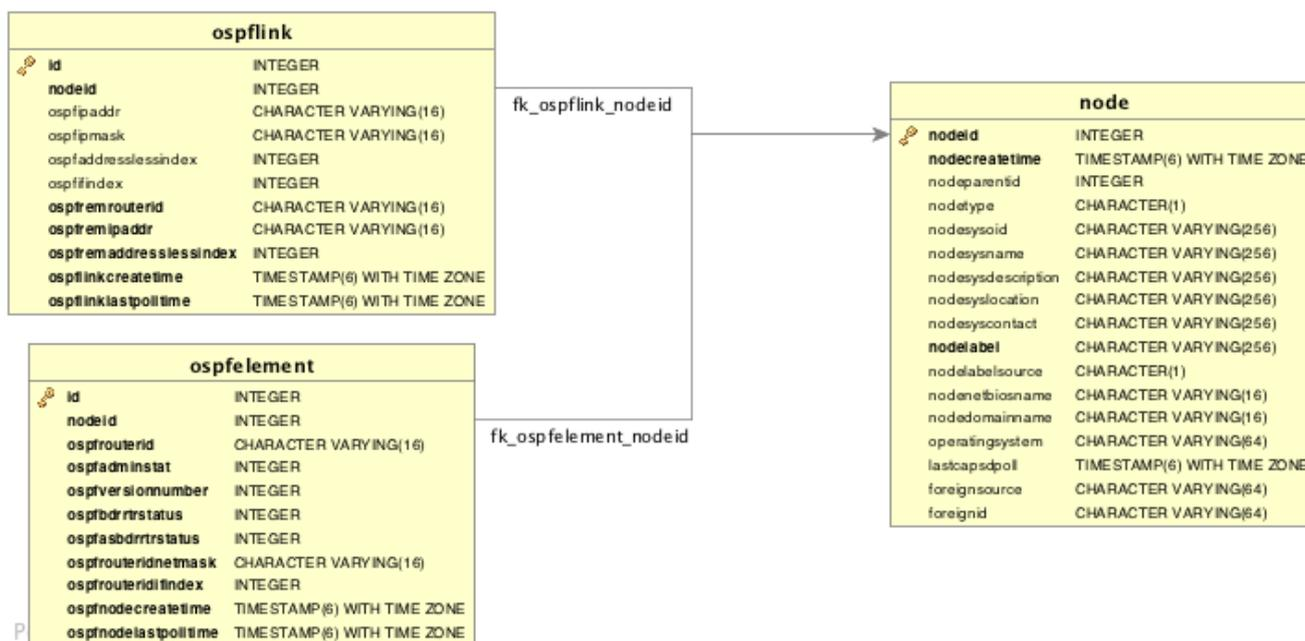 ospflink
id INTEGER
nodeid INTEGER
ospfipaddr CHARACTER VARYING(16)
ospfipmask CHARACTER VARYING(16)
ospfaddresslessindex INTEGER
ospfifindex INTEGER
ospfremrouterid CHARACTER VARYING(16)
ospfremipaddr CHARACTER VARYING(16)
ospfremaddresslessindex INTEGER
ospflinkcreatetime TIMESTAMP(6) WITH TIME ZONE
ospflinklastpolltime TIMESTAMP(6) WITH TIME ZONE
fk_ospflink_nodeid
ospfelement
id INTEGER
nodeid INTEGER
ospfrouterid CHARACTER VARYING(16)
ospfadminstat INTEGER
ospfversionnumber INTEGER
ospfbdrrtrstatus INTEGER
ospfasbdrrtrstatus INTEGER
ospfrouteridnetmask CHARACTER VARYING(16)
ospfrouteridifindex INTEGER
ospfnodecreatetime TIMESTAMP(6) WITH TIME ZONE
ospfnodelastpolltime TIMESTAMP(6) WITH TIME ZONE
fk_ospfelement_nodeid
node
nodeid INTEGER
nodecreatetime TIMESTAMP(6) WITH TIME ZONE
nodeparentid INTEGER
nodetype CHARACTER(1)
nodesysoid CHARACTER VARYING(256)
nodesysname CHARACTER VARYING(256)
nodesysdescription CHARACTER VARYING(256)
nodesyslocation CHARACTER VARYING(256)
nodesyscontact CHARACTER VARYING(256)
nodelabel CHARACTER VARYING(256)
nodelabelsource CHARACTER(1)
nodenetbiosname CHARACTER VARYING(16)
nodedomainname CHARACTER VARYING(16)
operatingsystem CHARACTER VARYING(64)
lastcapsdpoll TIMESTAMP(6) WITH TIME ZONE
foreignsource CHARACTER VARYING(64)
foreignid CHARACTER VARYING(64)